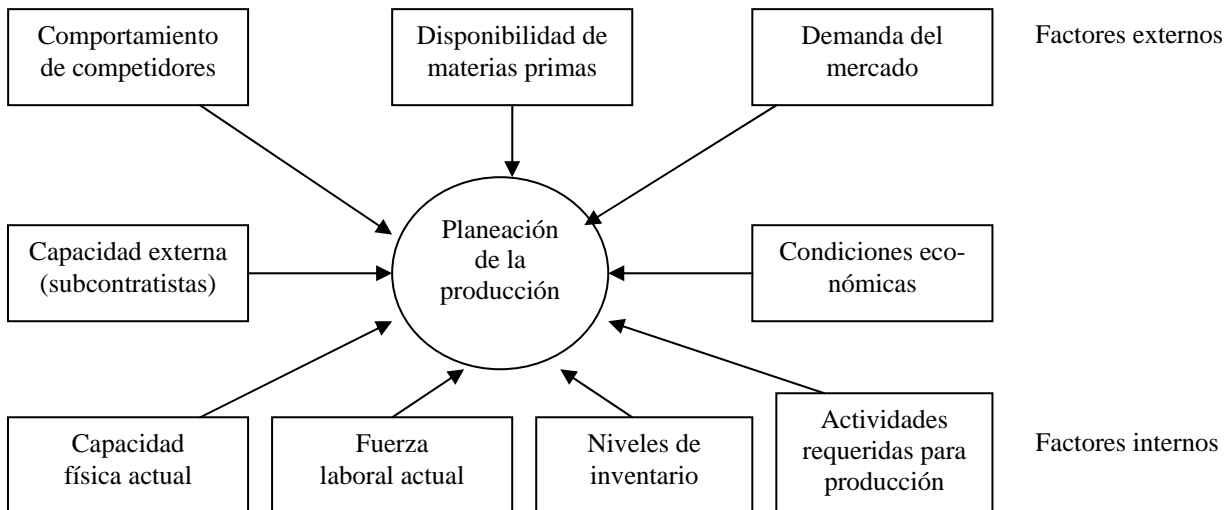 Comportamiento
de competidores
Disponibilidad de
materias primas
Demanda del
mercado
Factores externos
Planeación
de la
producción
Capacidad externa
(subcontratistas)
Condiciones eco-
nómicas
Capacidad
física actual
Fuerza
laboral actual
Niveles de
inventario
Actividades
requeridas para
producción
Factores internos